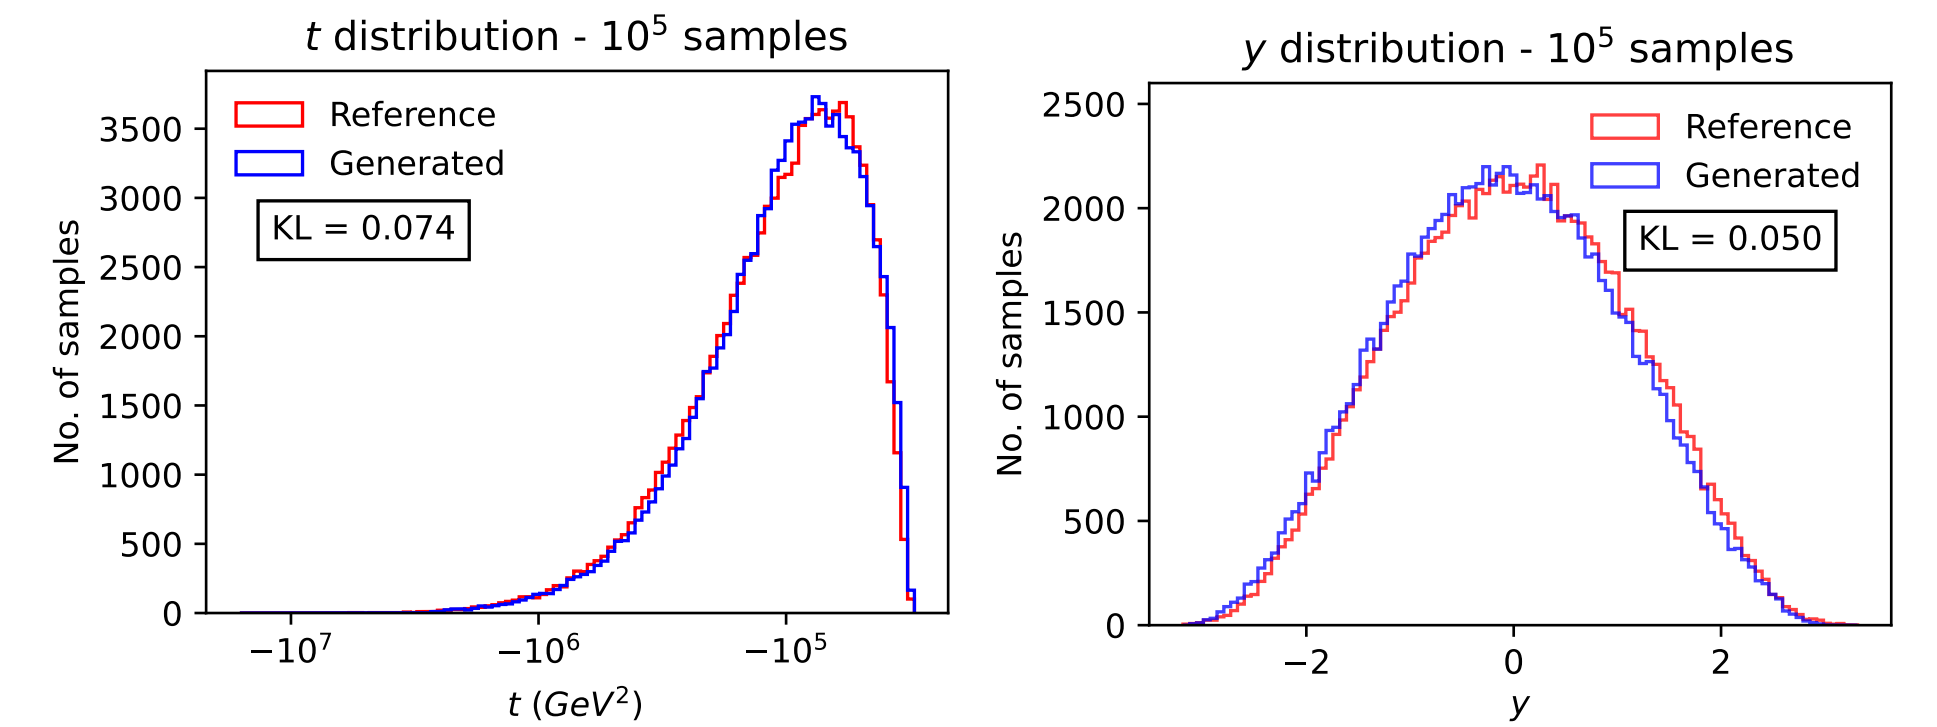 t distribution - 10⁵ samples
Reference
Generated
KL = 0.074
No. of samples
3500
3000
2500
2000
1500
1000
500
0
−10⁷
−10⁶
−10⁵
t (GeV²)
y distribution - 10⁵ samples
Reference
Generated
KL = 0.050
No. of samples
2500
2000
1500
1000
500
0
−2
0
2
y